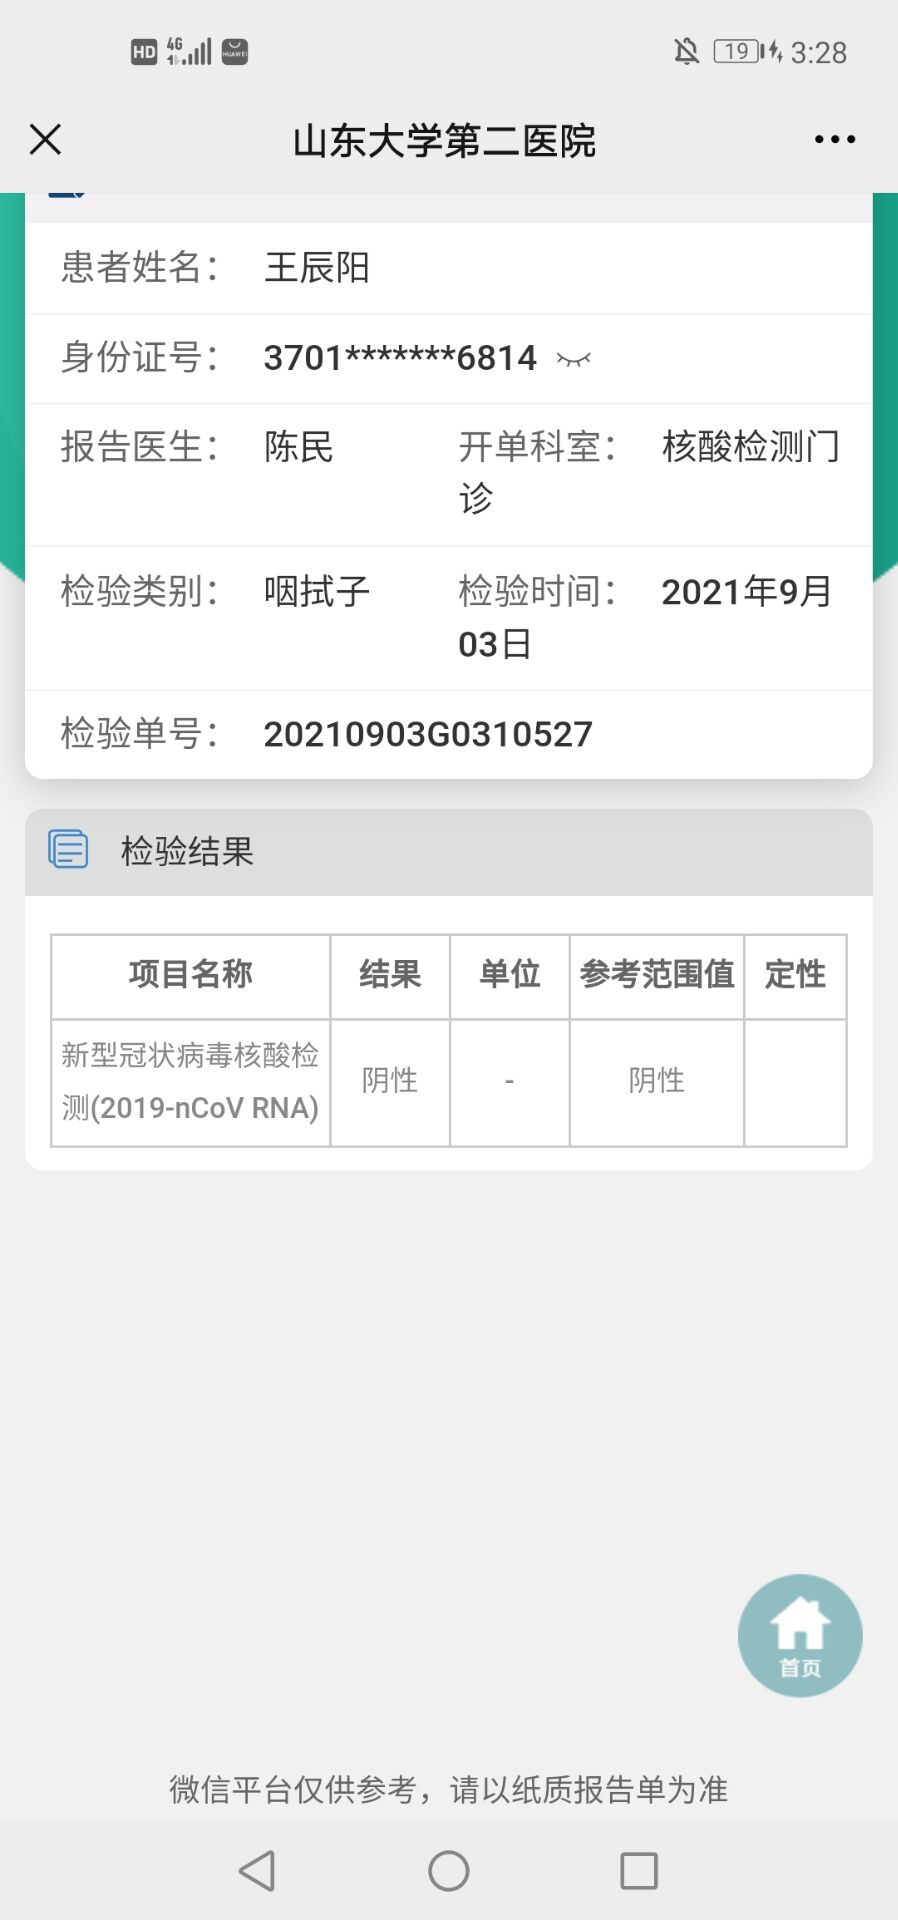 HD 4G HUAWEI 19 3:28
山东大学第二医院
患者姓名： 王辰阳
身份证号： 3701*******6814
报告医生： 陈民 开单科室： 核酸检测门
诊
检验类别： 咽拭子 检验时间： 2021年9月
03日
检验单号： 20210903G0310527
检验结果
项目名称 结果 单位 参考范围值 定性
新型冠状病毒核酸检
测(2019-nCoV RNA) 阴性 - 阴性
首页
微信平台仅供参考，请以纸质报告单为准